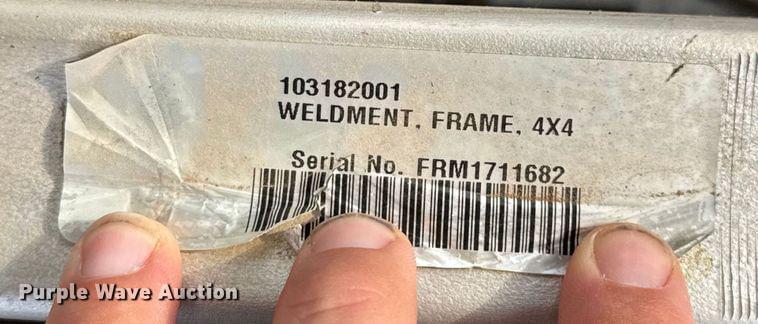 103182001
WELDMENT, FRAME, 4X4
Serial No. FRM1711682
Purple Wave Auction